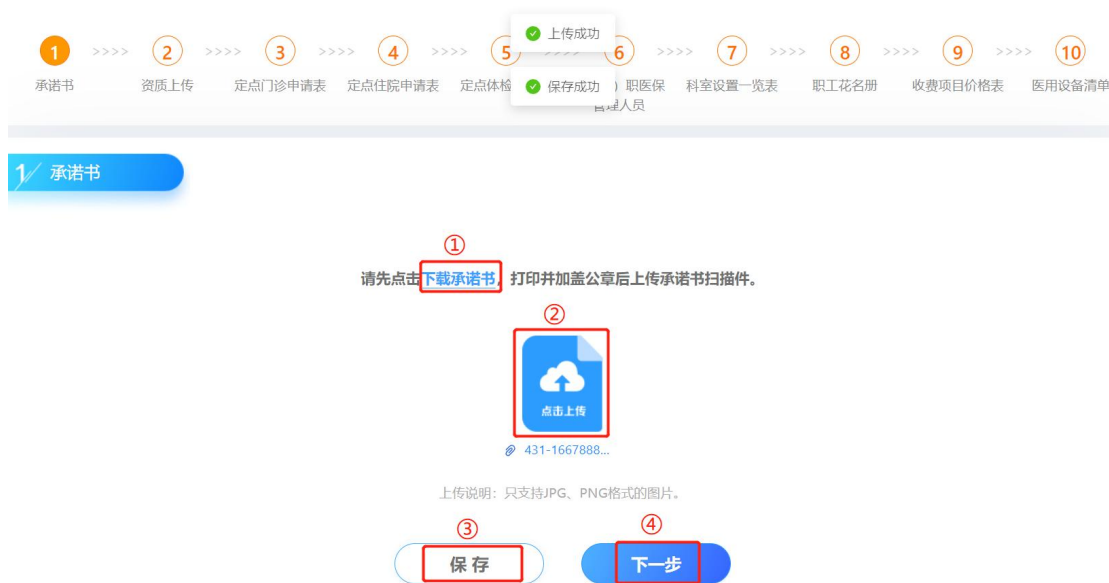 上传成功
1 >>>> 2 >>>> 3 >>>> 4 >>>> 5 >>>> 6 >>>> 7 >>>> 8 >>>> 9 >>>> 10
承诺书 资质上传 定点门诊申请表 定点住院申请表 定点体检 保存成功 ）职医保 科室设置一览表 职工花名册 收费项目价格表 医用设备清单
管理人员
1 承诺书
①
请先点击下载承诺书，打印并加盖公章后上传承诺书扫描件。
②
点击上传
431-1667888...
上传说明：只支持JPG、PNG格式的图片。
③ ④
保存 下一步